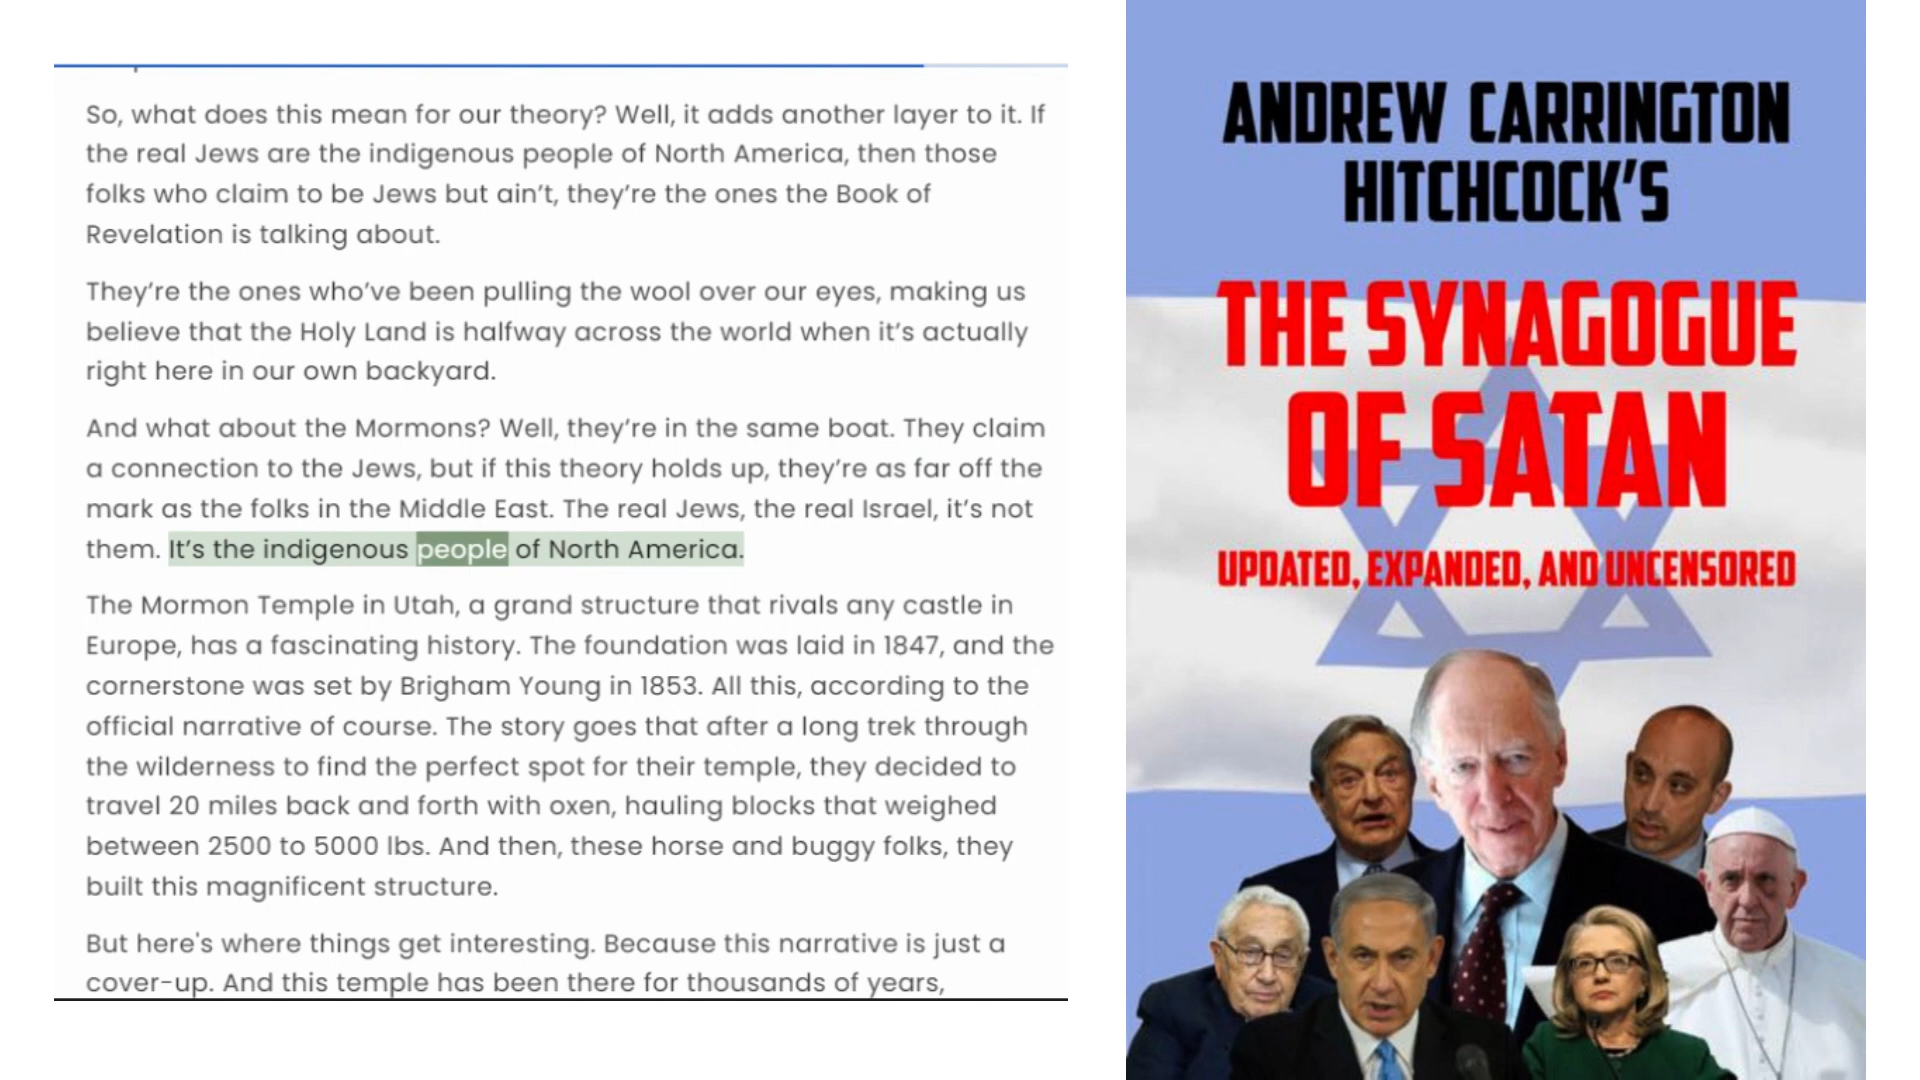 So, what does this mean for our theory? Well, it adds another layer to it. If
the real Jews are the indigenous people of North America, then those
folks who claim to be Jews but ain’t, they’re the ones the Book of
Revelation is talking about.
They’re the ones who’ve been pulling the wool over our eyes, making us
believe that the Holy Land is halfway across the world when it’s actually
right here in our own backyard.
And what about the Mormons? Well, they’re in the same boat. They claim
a connection to the Jews, but if this theory holds up, they’re as far off the
mark as the folks in the Middle East. The real Jews, the real Israel, it’s not
them. It’s the indigenous people of North America.
The Mormon Temple in Utah, a grand structure that rivals any castle in
Europe, has a fascinating history. The foundation was laid in 1847, and the
cornerstone was set by Brigham Young in 1853. All this, according to the
official narrative of course. The story goes that after a long trek through
the wilderness to find the perfect spot for their temple, they decided to
travel 20 miles back and forth with oxen, hauling blocks that weighed
between 2500 to 5000 lbs. And then, these horse and buggy folks, they
built this magnificent structure.
But here's where things get interesting. Because this narrative is just a
cover-up. And this temple has been there for thousands of years,
ANDREW CARRINGTON
HITCHCOCK’S
THE SYNAGOGUE
OF SATAN
UPDATED, EXPANDED, AND UNCENSORED